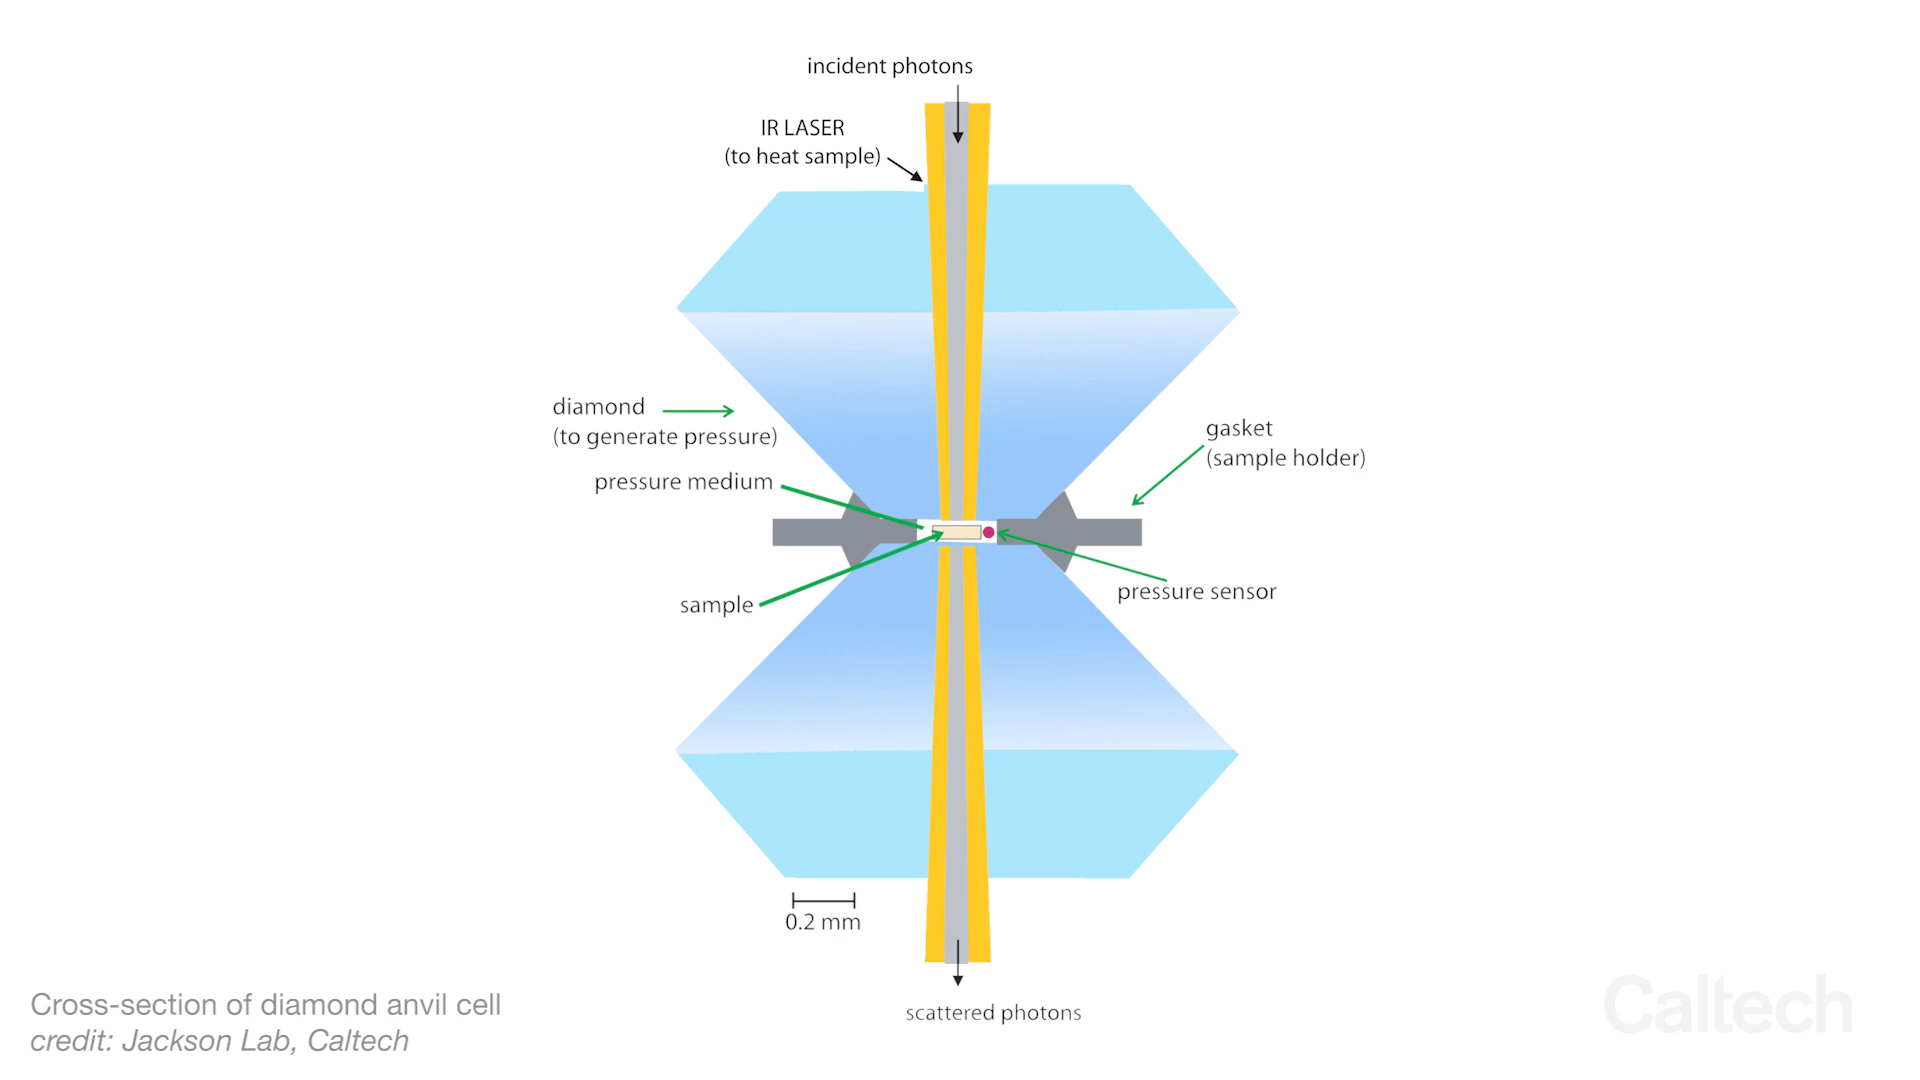 incident photons
IR LASER
(to heat sample)
diamond
(to generate pressure)
gasket
(sample holder)
pressure medium
pressure sensor
sample
0.2 mm
scattered photons
Cross-section of diamond anvil cell
credit: Jackson Lab, Caltech
Caltech